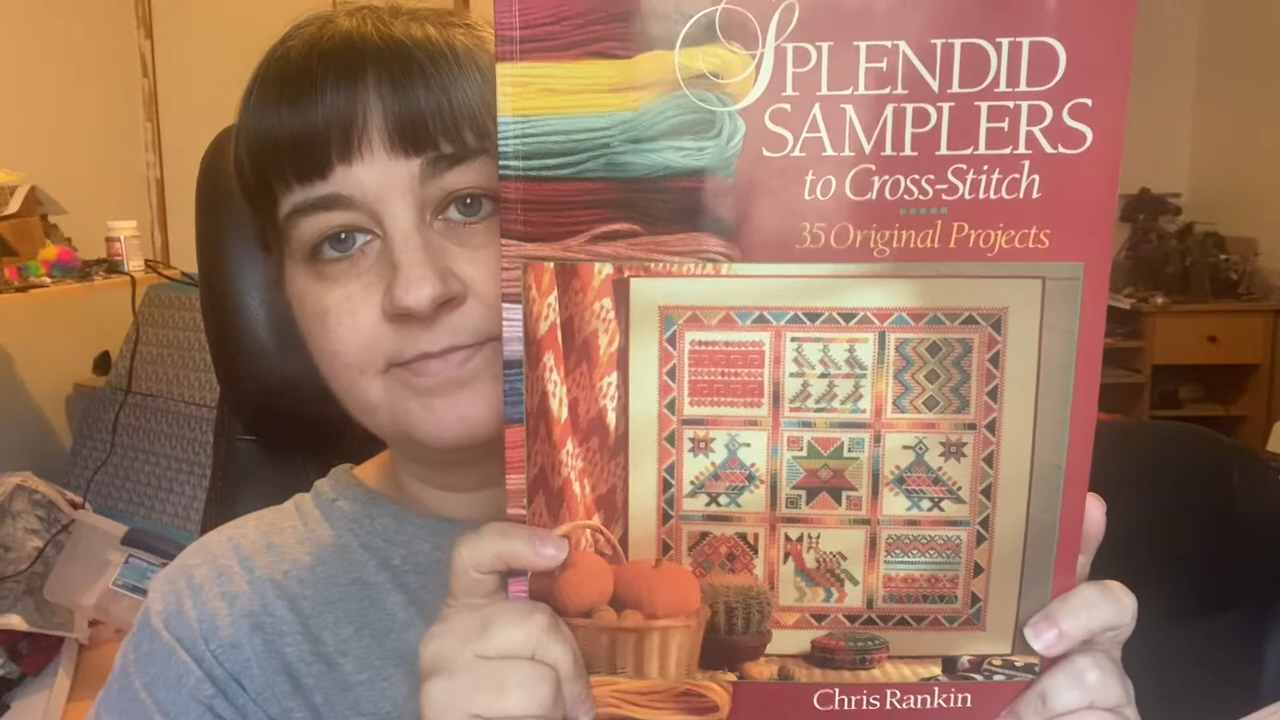 SPLENDID
SAMPLERS
to Cross-Stitch
35 Original Projects
Chris Rankin